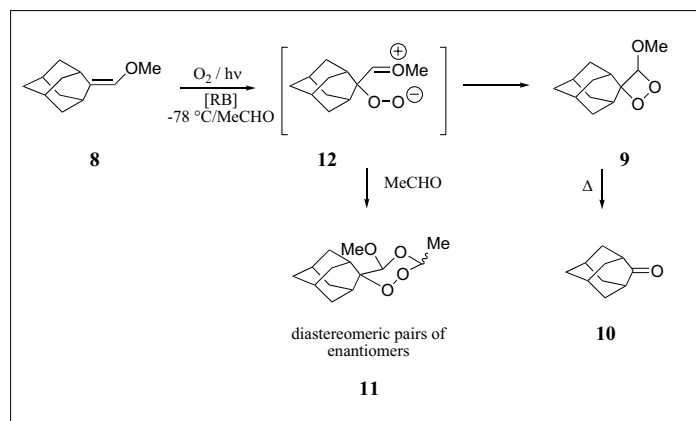 OMe
O2 / hν
[RB]
-78 °C/MeCHO
⊕
OMe
O–O
⊖
OMe
O
O
8
12
9
MeCHO
Δ
MeO
O
Me
O
O
O
diastereomeric pairs of
enantiomers
10
11